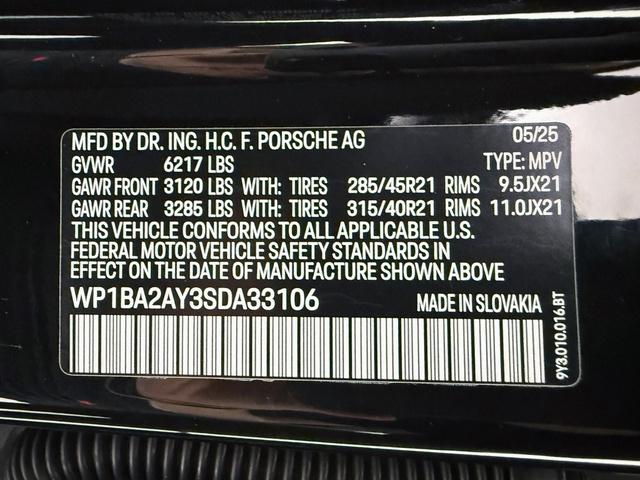 MFD BY DR. ING. H.C. F. PORSCHE AG 05/25
GVWR 6217 LBS TYPE: MPV
GAWR FRONT 3120 LBS WITH: TIRES 285/45R21 RIMS 9.5JX21
GAWR REAR 3285 LBS WITH: TIRES 315/40R21 RIMS 11.0JX21
THIS VEHICLE CONFORMS TO ALL APPLICABLE U.S.
FEDERAL MOTOR VEHICLE SAFETY STANDARDS IN
EFFECT ON THE DATE OF MANUFACTURE SHOWN ABOVE
WP1BA2AY3SDA33106 MADE IN SLOVAKIA
9Y3.010.016.BT